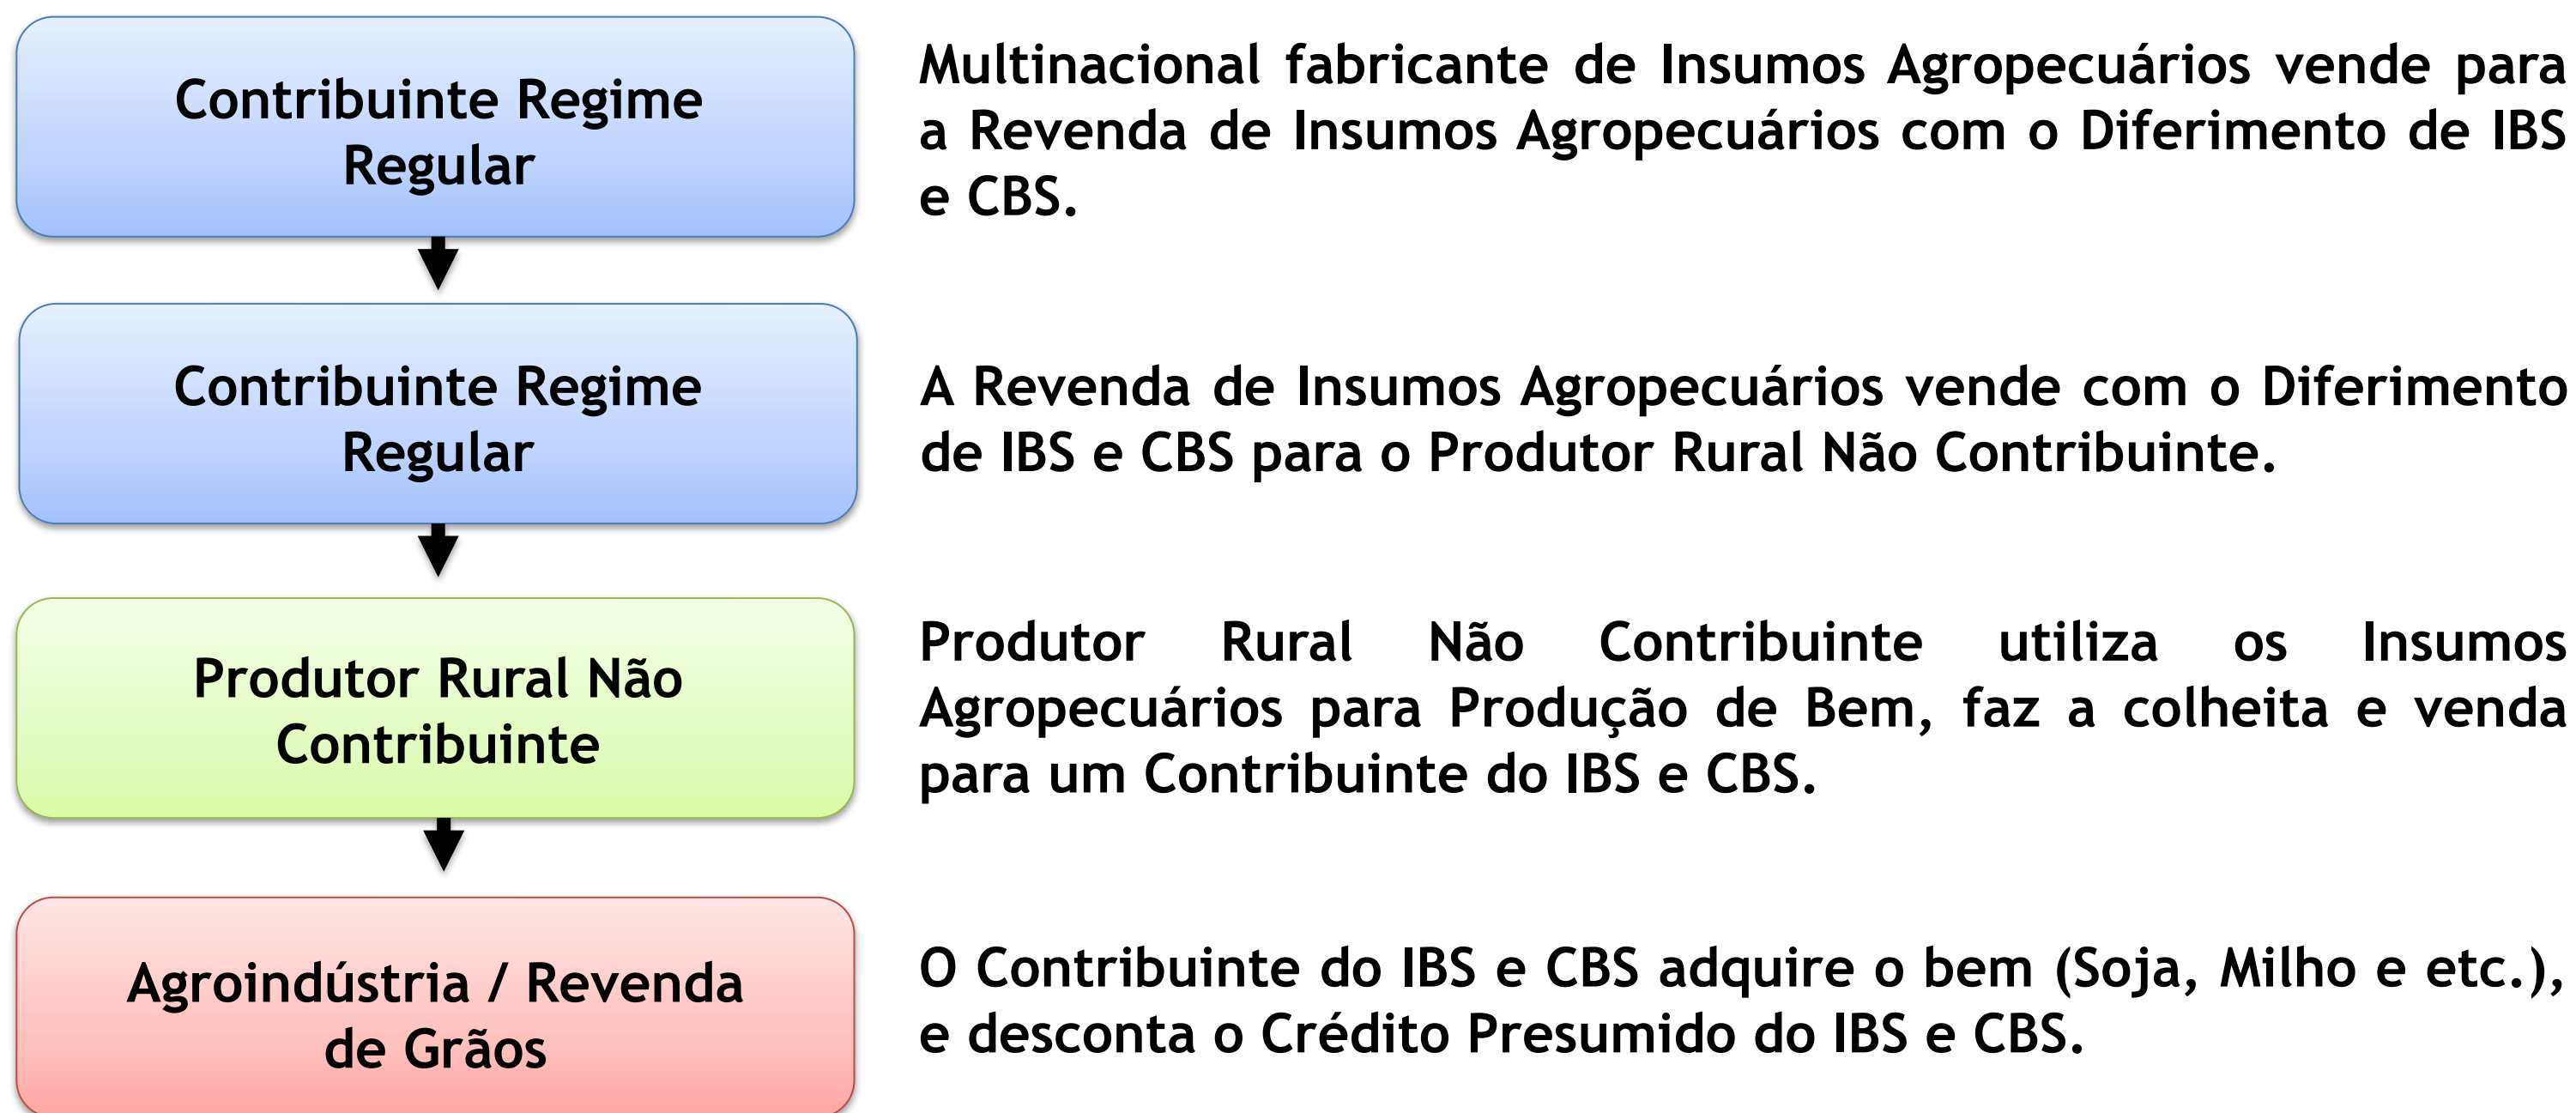 Contribuinte Regime
Regular
Multinacional fabricante de Insumos Agropecuários vende para
a Revenda de Insumos Agropecuários com o Diferimento de IBS
e CBS.
Contribuinte Regime
Regular
A Revenda de Insumos Agropecuários vende com o Diferimento
de IBS e CBS para o Produtor Rural Não Contribuinte.
Produtor Rural Não
Contribuinte
Produtor Rural Não Contribuinte utiliza os Insumos
Agropecuários para Produção de Bem, faz a colheita e venda
para um Contribuinte do IBS e CBS.
Agroindústria / Revenda
de Grãos
O Contribuinte do IBS e CBS adquire o bem (Soja, Milho e etc.),
e desconta o Crédito Presumido do IBS e CBS.